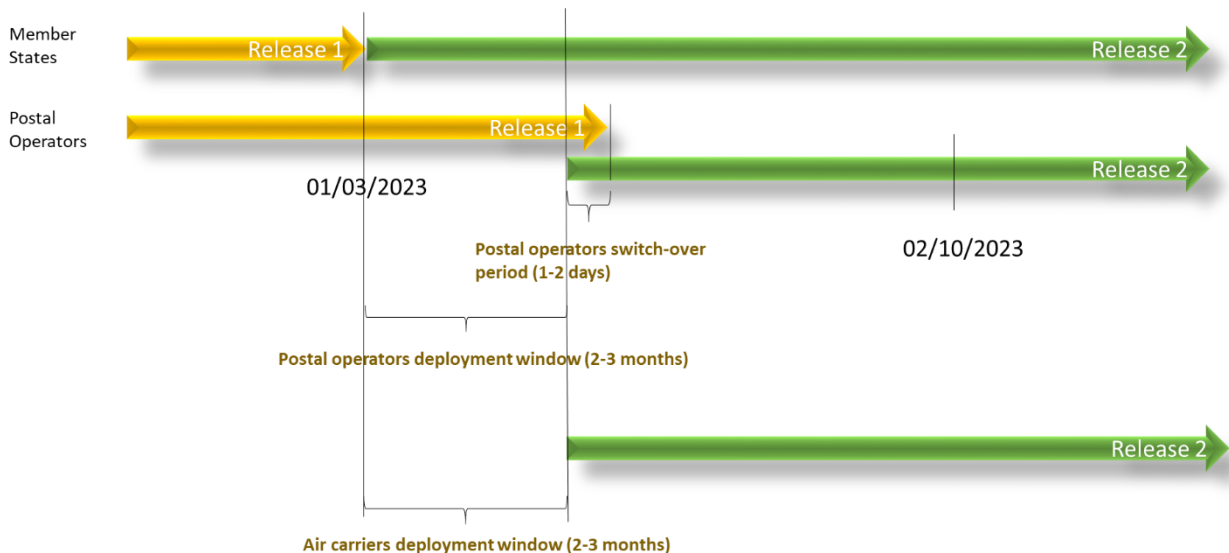 Member
States
Release 1
Release 2
Postal
Operators
Release 1
Release 2
01/03/2023
Postal operators switch-over
period (1-2 days)
02/10/2023
Postal operators deployment window (2-3 months)
Release 2
Air carriers deployment window (2-3 months)